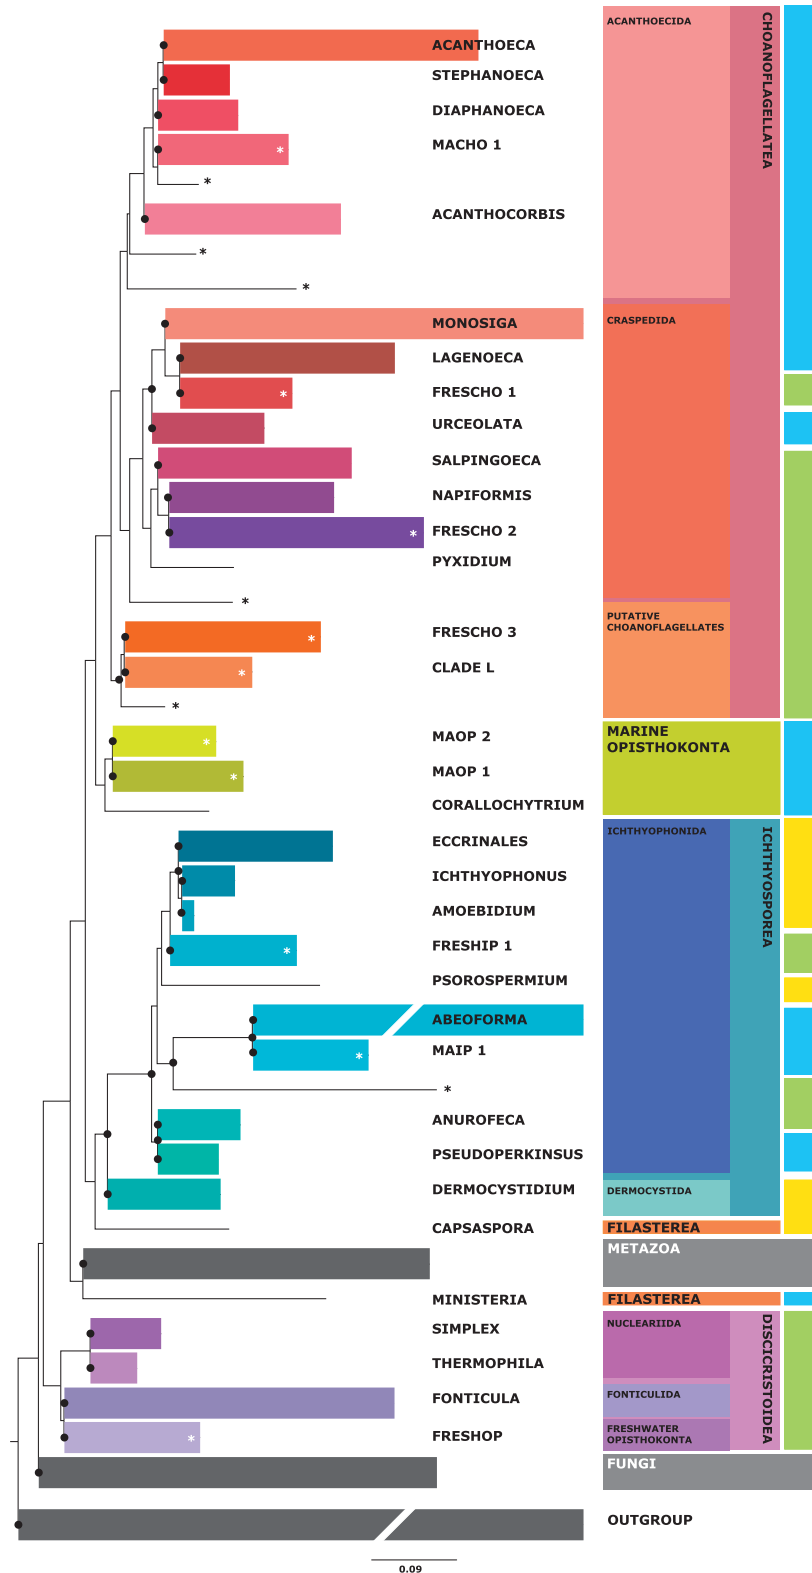 ACANTHOECIDA
CHOANOFLAGELLATEA
ACANTHOECA
STEPHANOECA
DIAPHANOECA
MACHO 1
*
*
ACANTHOCORBIS
*
*
CRASPEDIDA
MONOSIGA
LAGENOECA
FRESCHO 1
*
URCEOLATA
SALPINGOECA
NAPIFORMIS
FRESCHO 2
*
PYXIDIUM
*
PUTATIVE
CHOANOFLAGELLATES
FRESCHO 3
*
CLADE L
*
*
MARINE
OPISTHOKONTA
MAOP 2
*
MAOP 1
*
CORALLOCHYTRIUM
ICHTHYOPHONIDA
ICHTHYOSPOREA
ECCRINALES
ICHTHYOPHONUS
AMOEBIDIUM
FRESHIP 1
*
PSOROSPERMIUM
ABEOFORMA
MAIP 1
*
*
ANUROFECA
PSEUDOPERKINSUS
DERMOCYSTIDIUM
DERMOCYSTIDA
CAPSASPORA
FILASTEREA
METAZOA
MINISTERIA
FILASTEREA
SIMPLEX
NUCLEARIIDA
DISCICRISTOIDEA
THERMOPHILA
FONTICULA
FONTICULIDA
FRESHOP
*
FRESHWATER
OPISTHOKONTA
FUNGI
OUTGROUP
0.09